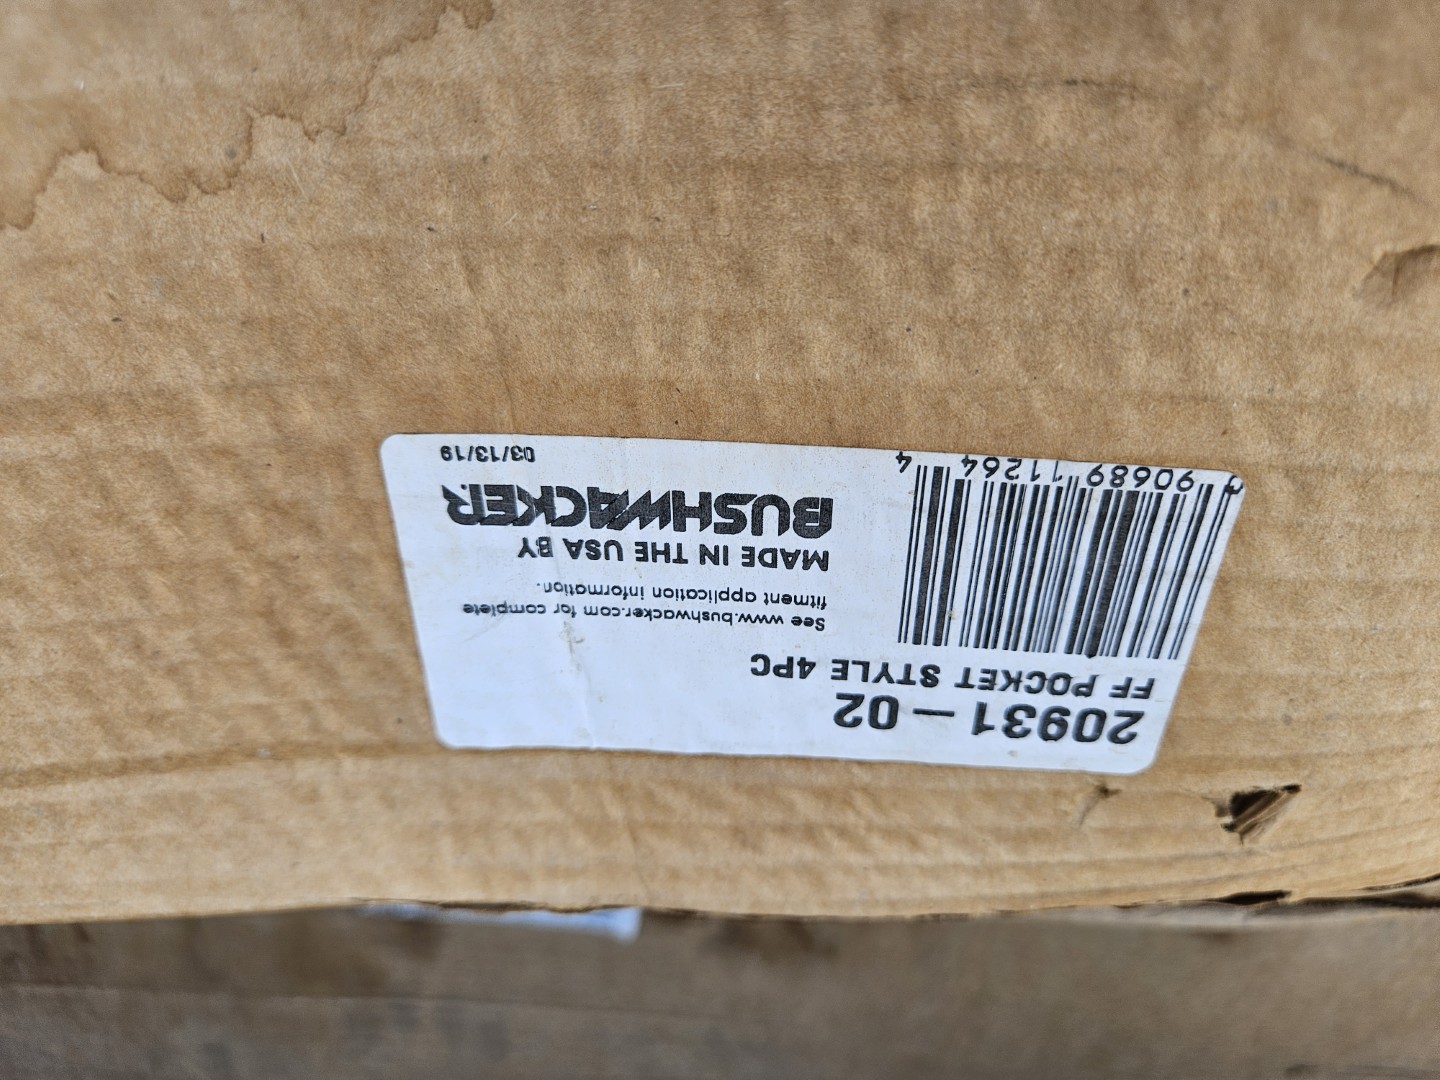 20931-02
FF POCKET STYLE 4PC
See www.bushwacker.com for complete
fitment application information.
MADE IN THE USA BY
BUSHWACKER
03/13/19
90689 11264 4